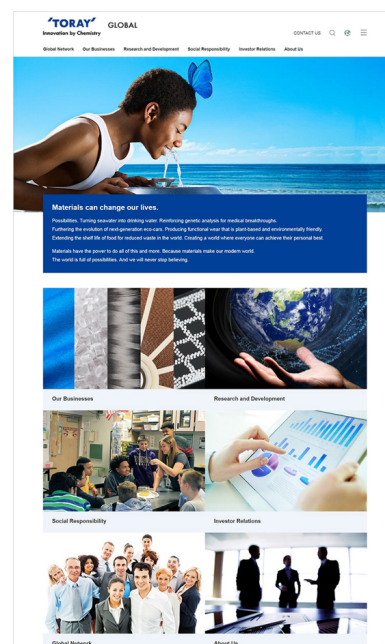 'TORAY' GLOBAL
Innovation by Chemistry
CONTACT US
Global Network Our Businesses Research and Development Social Responsibility Investor Relations About Us
Materials can change our lives.
Possibilities. Turning seawater into drinking water. Reinforcing genetic analysis for medical breakthroughs.
Furthering the evolution of next-generation eco-cars. Producing functional wear that is plant-based and environmentally friendly.
Extending the shelf life of food for reduced waste in the world. Creating a world where everyone can achieve their personal best.
Materials have the power to do all of this and more. Because materials make our modern world.
The world is full of possibilities. And we will never stop believing.
Our Businesses Research and Development
Social Responsibility Investor Relations
Global Network About Us